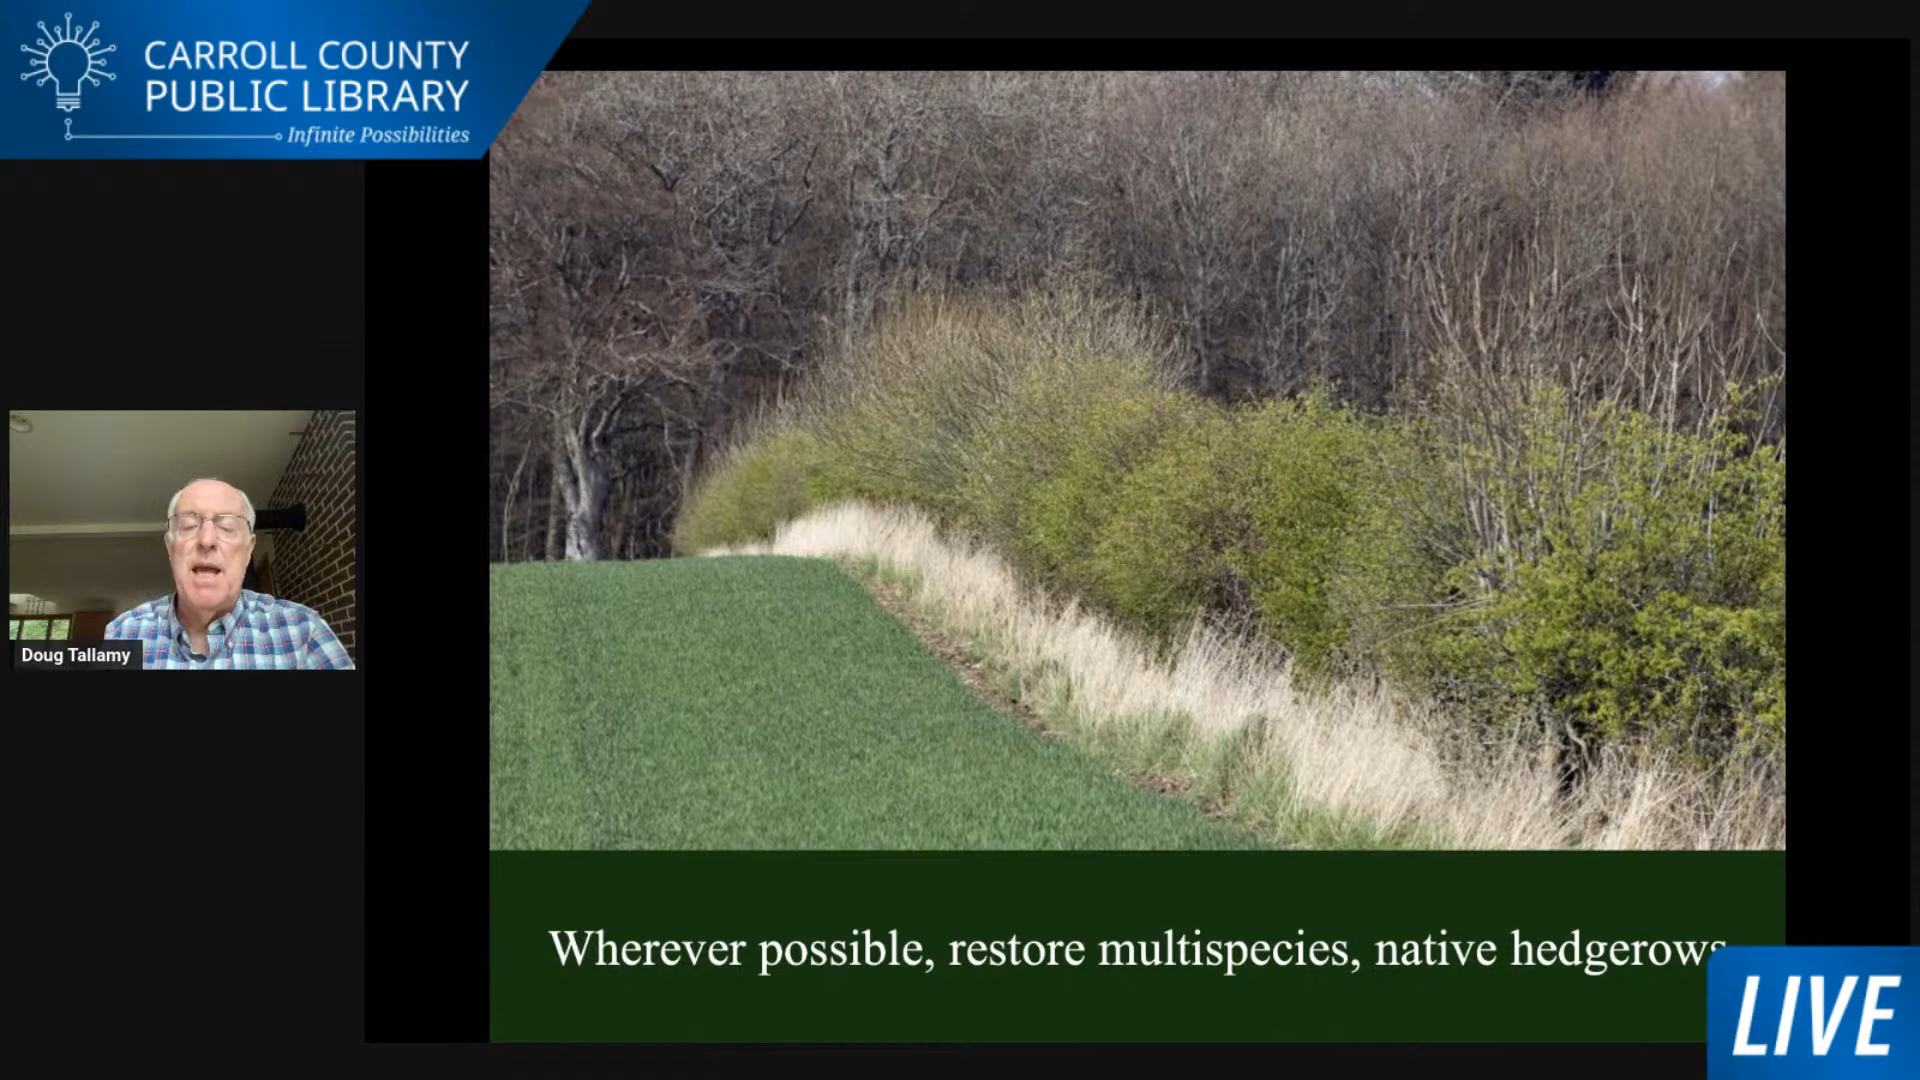 CARROLL COUNTY
PUBLIC LIBRARY
Infinite Possibilities
Doug Tallamy
Wherever possible, restore multispecies, native hedgerows
LIVE